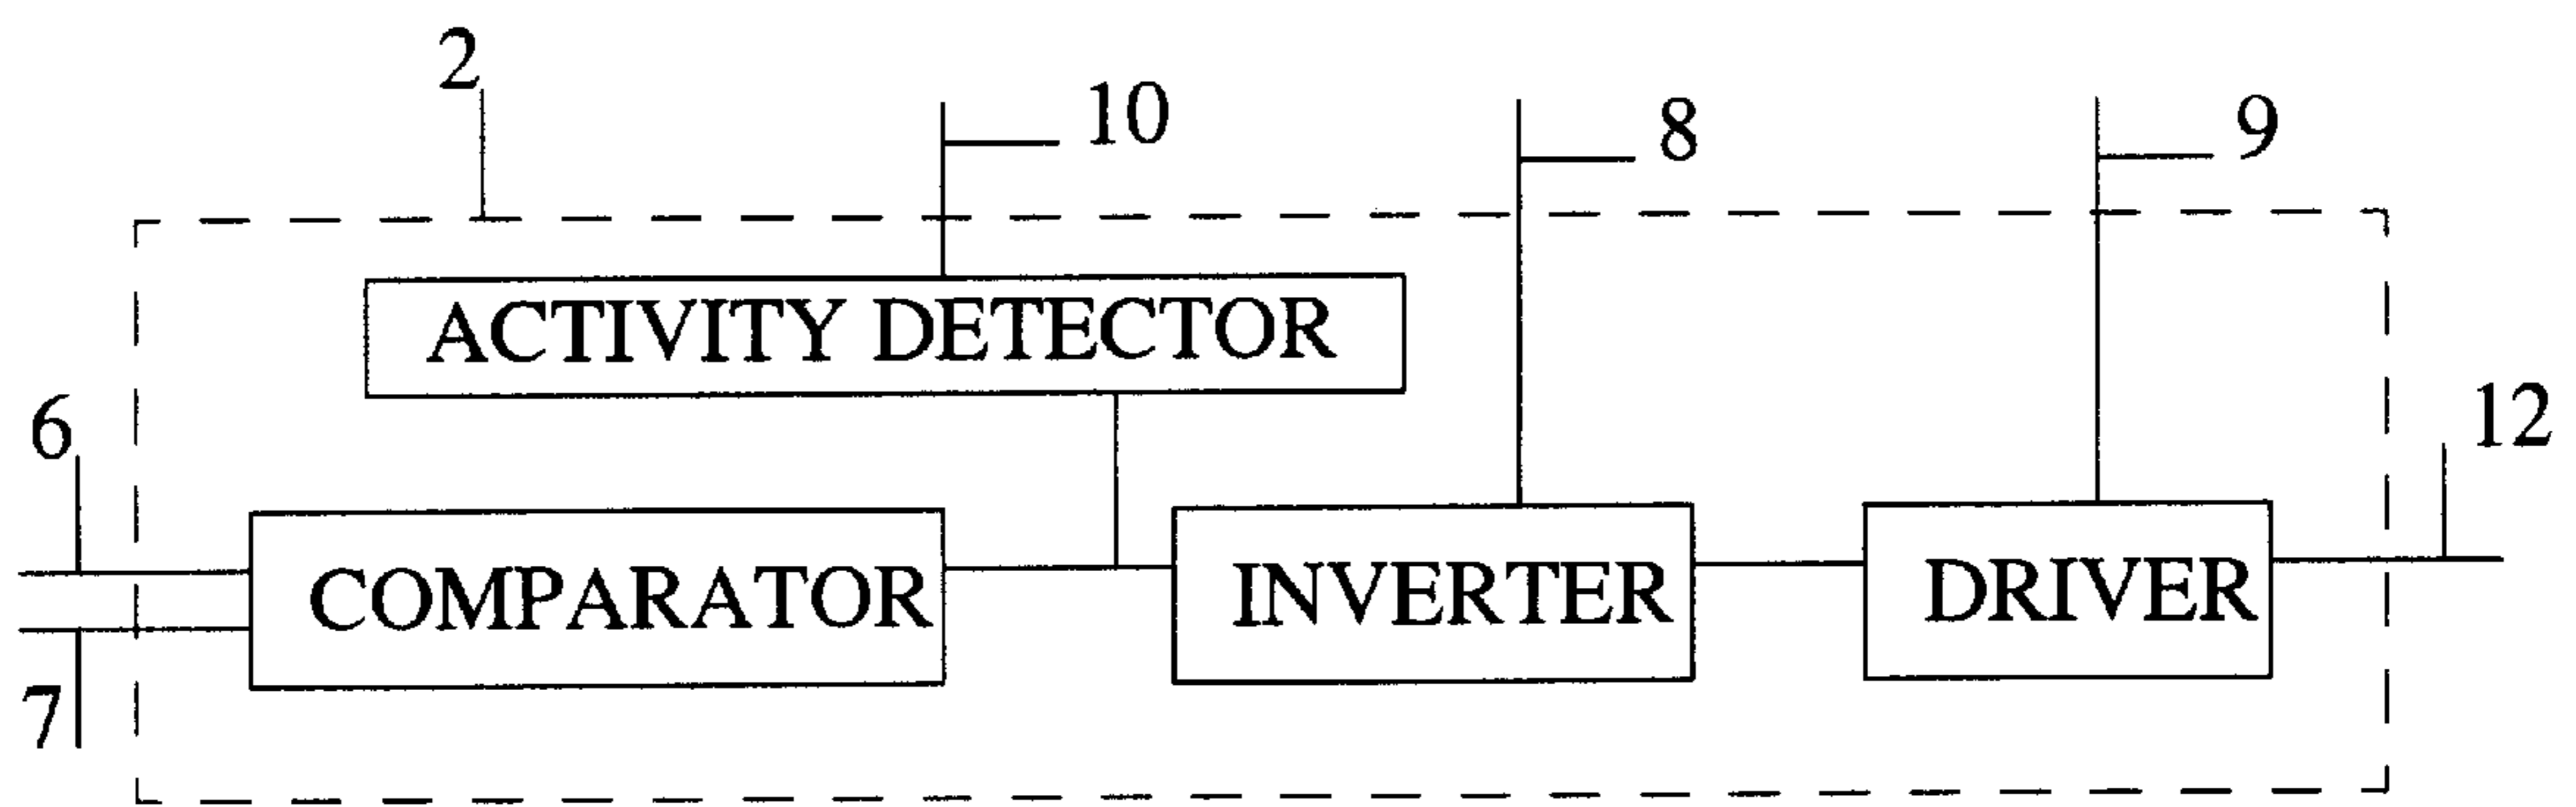 2
10
8
9
ACTIVITY DETECTOR
6
12
COMPARATOR
INVERTER
DRIVER
7